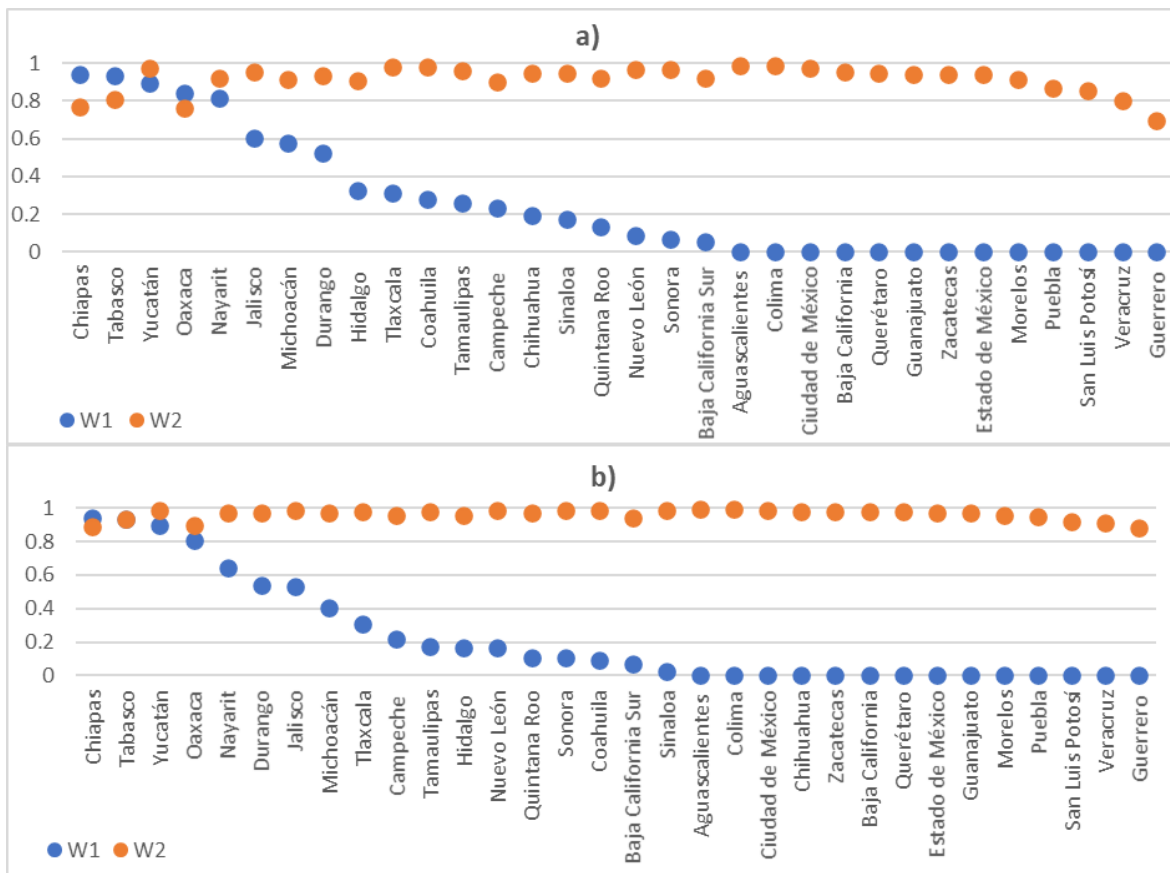 a)
1
0.8
0.6
0.4
0.2
0
Chiapas
Tabasco
Yucatán
Oaxaca
Nayarit
Jalisco
Michoacán
Durango
Hidalgo
Tlaxcala
Coahuila
Tamaulipas
Campeche
Chihuahua
Sinaloa
Quintana Roo
Nuevo León
Sonora
Baja California Sur
Aguascalientes
Colima
Ciudad de México
Baja California
Querétaro
Guanajuato
Zacatecas
Estado de México
Morelos
Puebla
San Luis Potosí
Veracruz
Guerrero
W1 W2
b)
1
0.8
0.6
0.4
0.2
0
Chiapas
Tabasco
Yucatán
Oaxaca
Nayarit
Durango
Jalisco
Michoacán
Tlaxcala
Campeche
Tamaulipas
Hidalgo
Nuevo León
Quintana Roo
Sonora
Coahuila
Baja California Sur
Sinaloa
Aguascalientes
Colima
Ciudad de México
Chihuahua
Zacatecas
Baja California
Querétaro
Estado de México
Guanajuato
Morelos
Puebla
San Luis Potosí
Veracruz
Guerrero
W1 W2